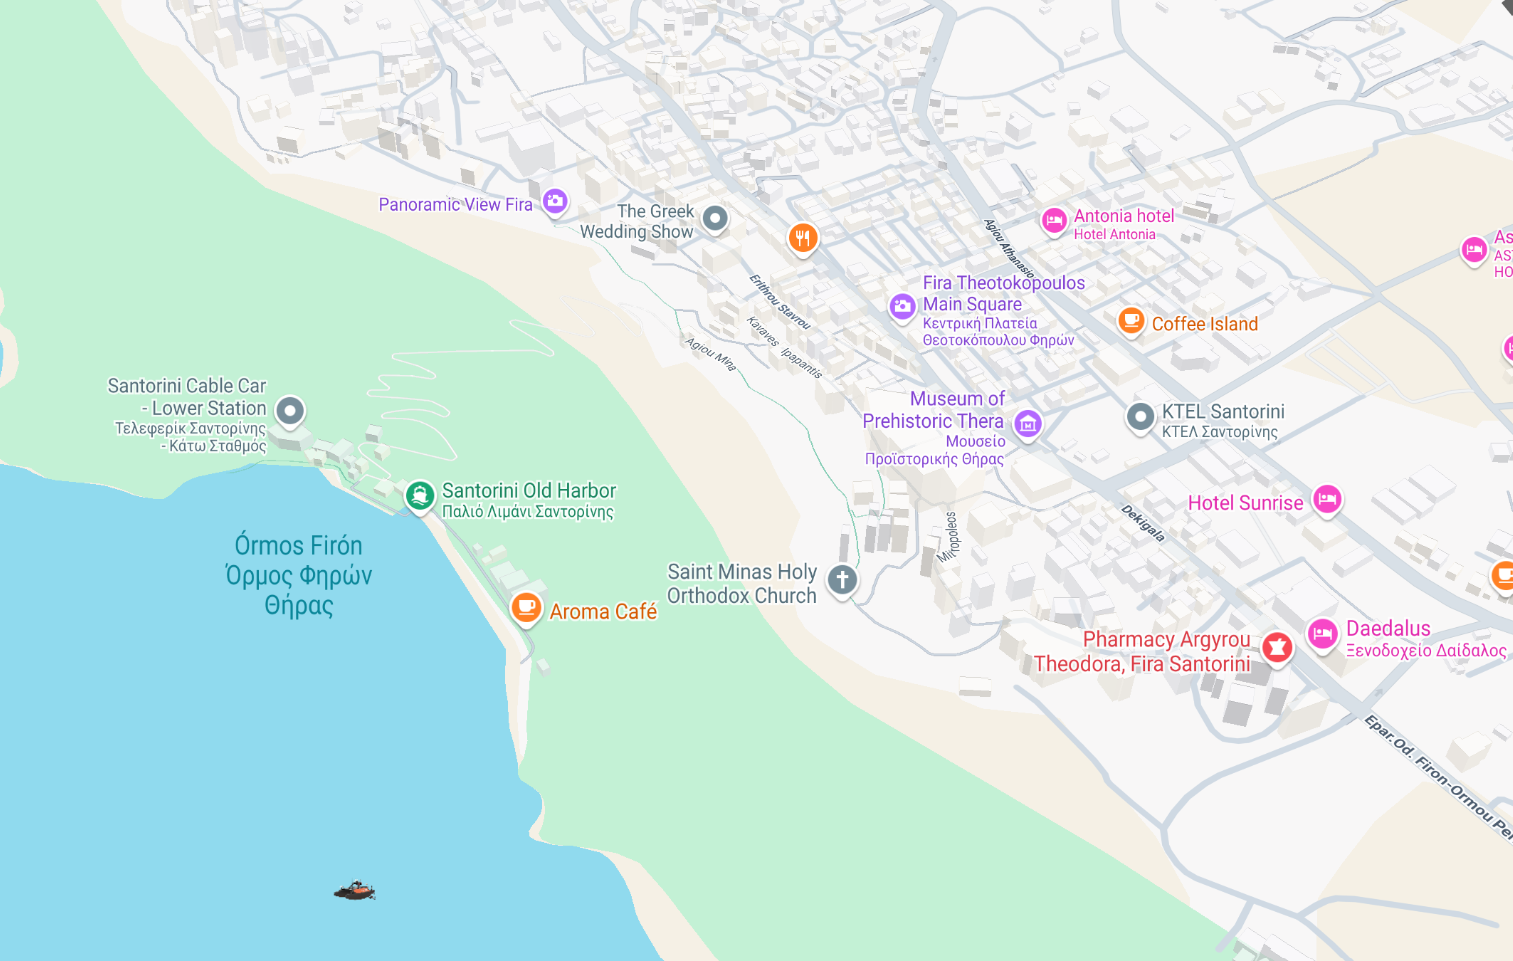 Panoramic View Fira
The Greek
Wedding Show
Antonia hotel
Hotel Antonia
Agiou Athanasio
Erithrou Stavrou
Kavaves Ipapantis
Agiou Mina
Fira Theotokopoulos
Main Square
Κεντρική Πλατεία
Θεοτοκόπουλου Φηρών
Coffee Island
Santorini Cable Car
- Lower Station
Τελεφερίκ Σαντορίνης
- Κάτω Σταθμός
Museum of
Prehistoric Thera
Μουσείο
Προϊστορικής Θήρας
KTEL Santorini
ΚΤΕΛ Σαντορίνης
Santorini Old Harbor
Παλιό Λιμάνι Σαντορίνης
Hotel Sunrise
Dekigala
Mitropoleos
Órmos Firón
Όρμος Φηρών
Θήρας
Saint Minas Holy
Orthodox Church
Aroma Café
Pharmacy Argyrou
Theodora, Fira Santorini
Daedalus
Ξενοδοχείο Δαίδαλος
Epar.Od. Firon-Ormou Per
As
AS
HO